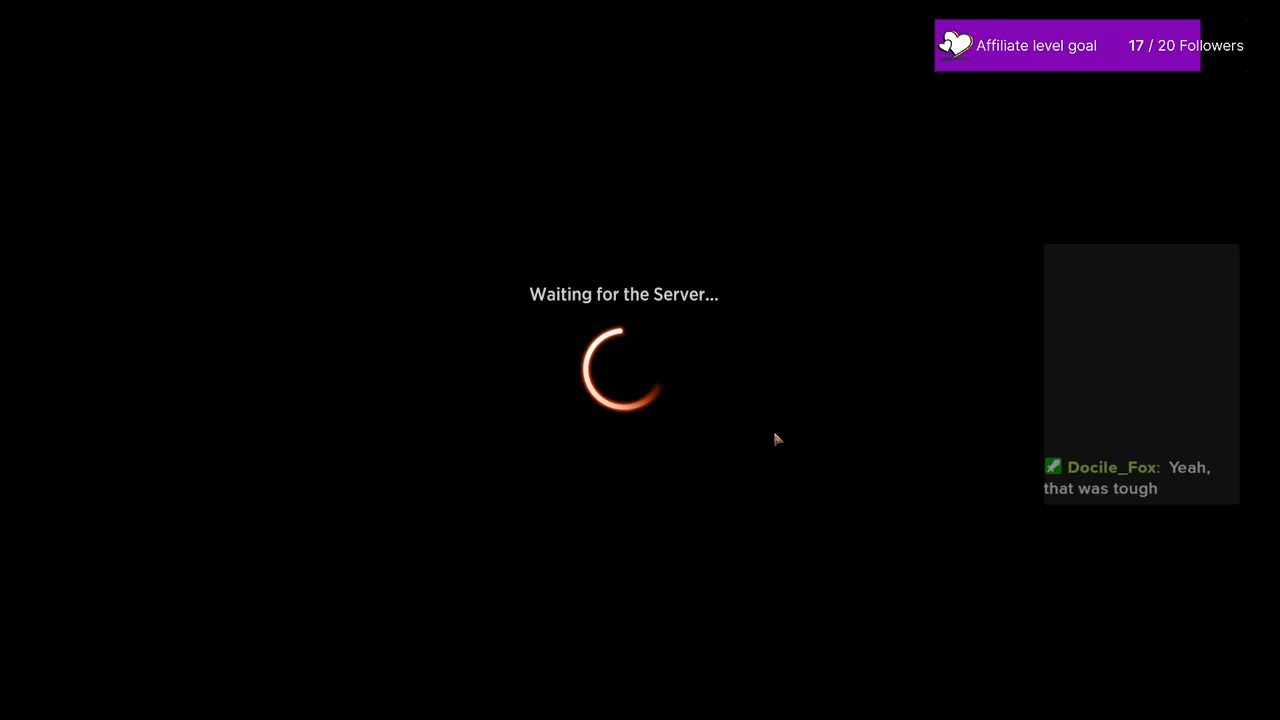 Affiliate level goal 17 / 20 Followers
Waiting for the Server...
Docile_Fox: Yeah,
that was tough